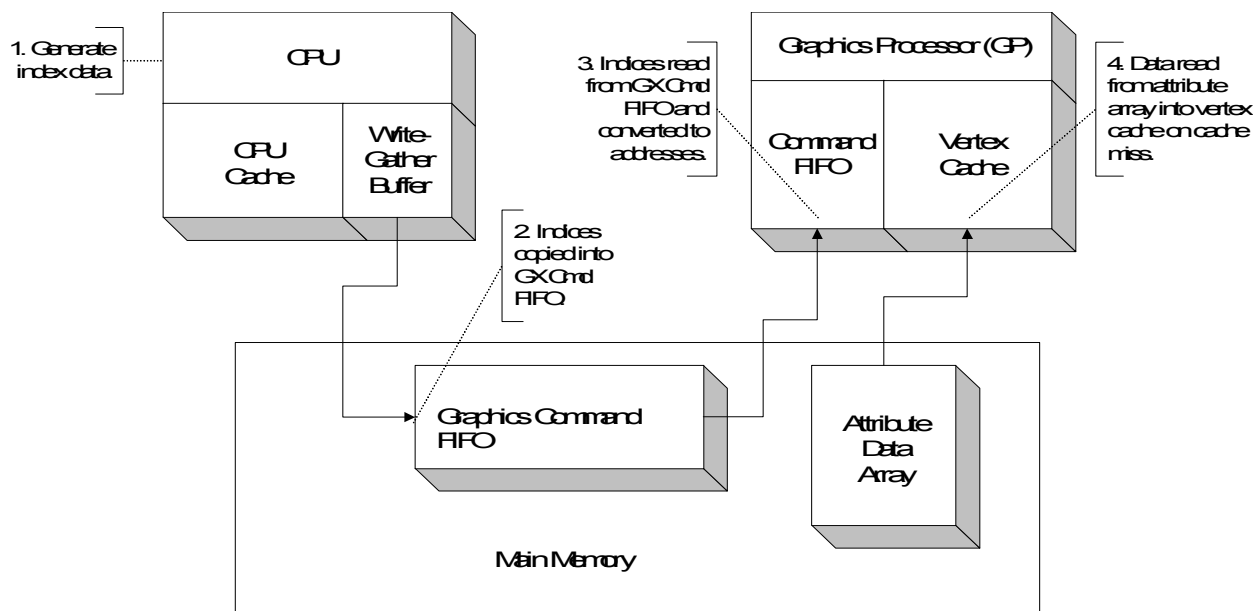 1. Generate
index data.
CPU
CPU
Cache
Write-
Gather
Buffer
2. Indices
copied into
GX Cmd
FIFO.
3. Indices read
from GX Cmd
FIFO and
converted to
addresses.
Graphics Processor (GP)
Command
FIFO
Vertex
Cache
4. Data read
from attribute
array into vertex
cache on cache
miss.
Graphics Command
FIFO
Attribute
Data
Array
Main Memory